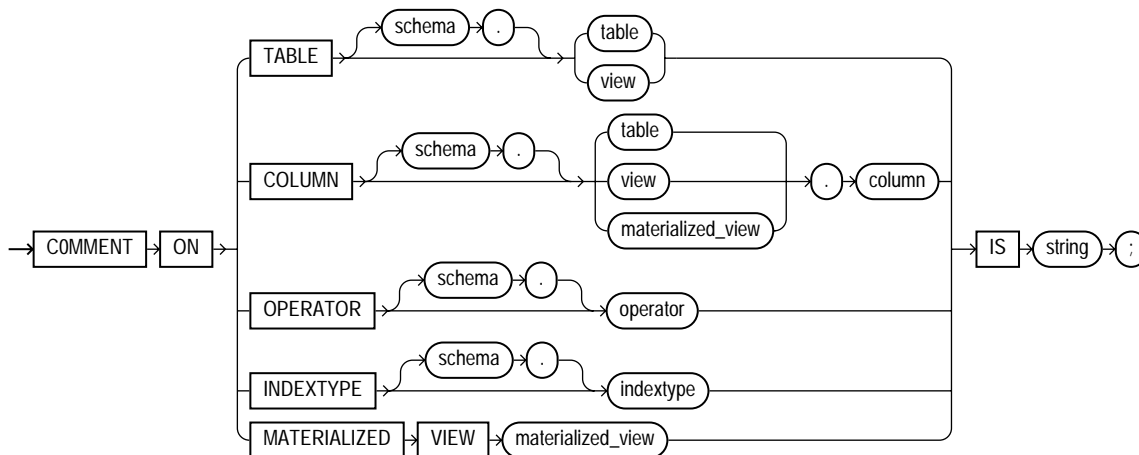 schema .
TABLE table
view
schema . table
COLUMN view . column
materialized_view
COMMENT ON IS string ;
schema .
OPERATOR operator
schema .
INDEXTYPE indextype
MATERIALIZED VIEW materialized_view